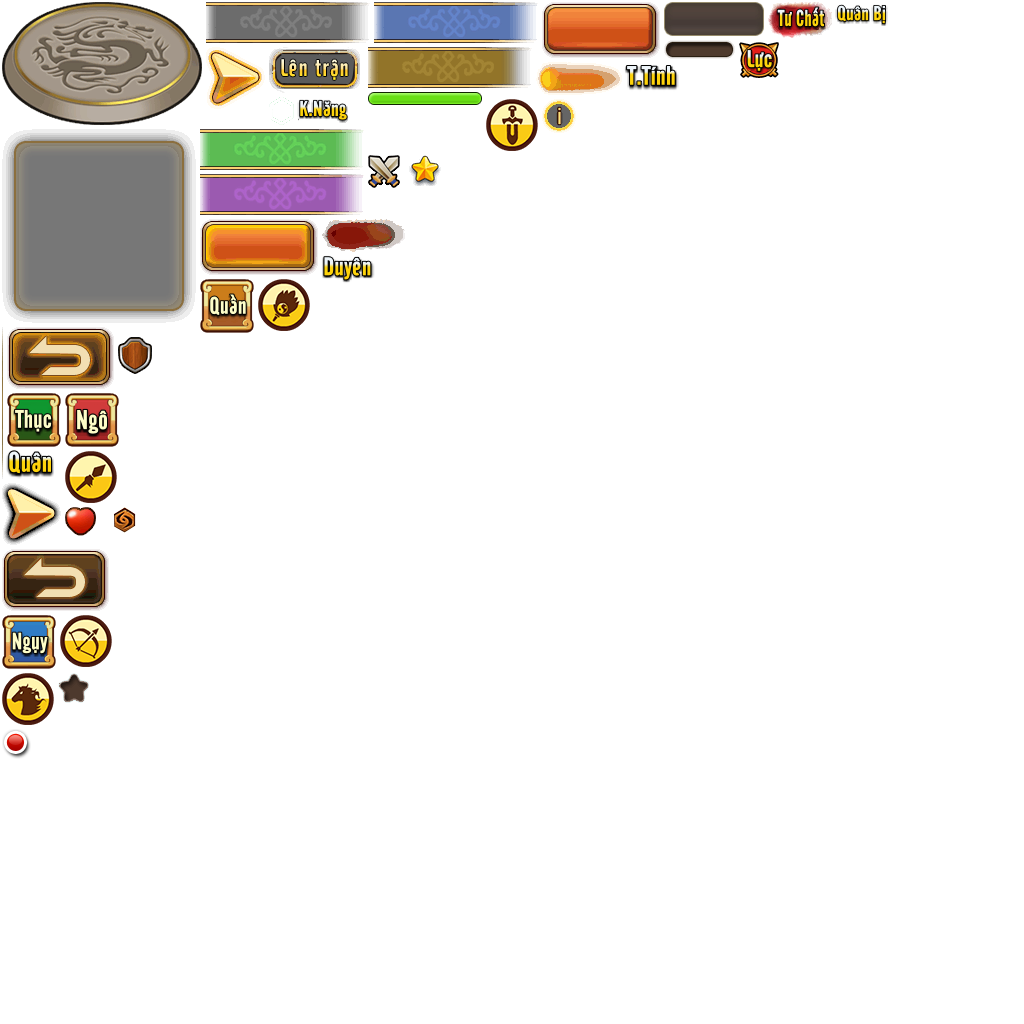 Tư Chất
Quân Bị
Lực
Lên trận
T.Tính
K.Năng
Duyên
Quần
Thục
Ngô
Quân
Ngụy